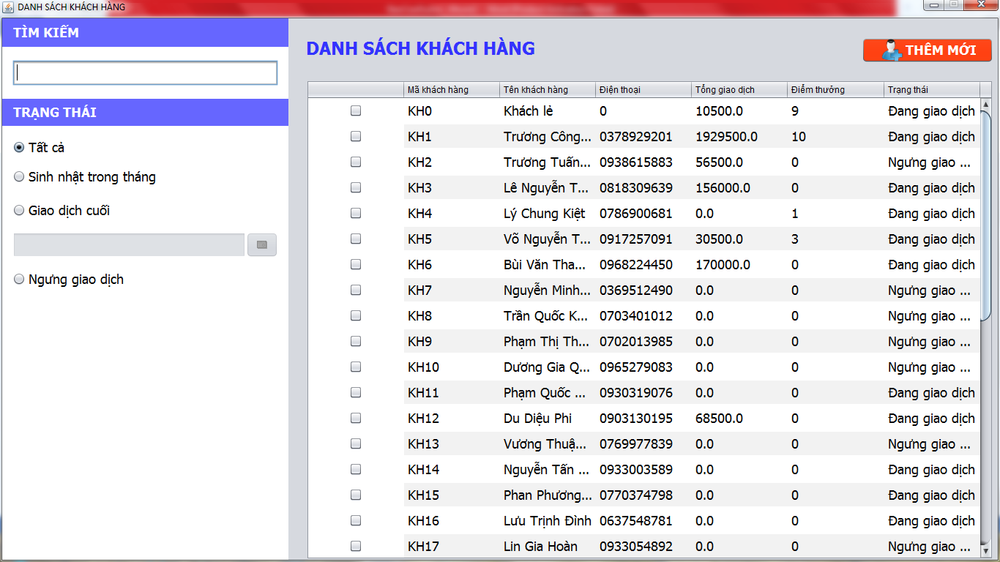 DANH SÁCH KHÁCH HÀNG
TÌM KIẾM
TRẠNG THÁI
Tất cả
Sinh nhật trong tháng
Giao dịch cuối
Ngưng giao dịch
DANH SÁCH KHÁCH HÀNG
THÊM MỚI
Mã khách hàng Tên khách hàng Điện thoại Tổng giao dịch Điểm thưởng Trạng thái
KH0 Khách lẻ 0 10500.0 9 Đang giao dịch
KH1 Trương Công... 0378929201 1929500.0 10 Đang giao dịch
KH2 Trương Tuấn... 0938615883 56500.0 0 Ngưng giao ...
KH3 Lê Nguyễn T... 0818309639 156000.0 0 Đang giao dịch
KH4 Lý Chung Kiệt 0786900681 0.0 1 Đang giao dịch
KH5 Võ Nguyễn T... 0917257091 30500.0 3 Đang giao dịch
KH6 Bùi Văn Tha... 0968224450 170000.0 0 Đang giao dịch
KH7 Nguyễn Minh... 0369512490 0.0 0 Ngưng giao ...
KH8 Trần Quốc K... 0703401012 0.0 0 Ngưng giao ...
KH9 Phạm Thị Th... 0702013985 0.0 0 Ngưng giao ...
KH10 Dương Gia Q... 0965279083 0.0 0 Ngưng giao ...
KH11 Phạm Quốc ... 0930319076 0.0 0 Đang giao dịch
KH12 Du Diệu Phi 0903130195 68500.0 0 Đang giao dịch
KH13 Vương Thuậ... 0769977839 0.0 0 Ngưng giao ...
KH14 Nguyễn Tấn ... 0933003589 0.0 0 Đang giao dịch
KH15 Phan Phương... 0770374798 0.0 0 Đang giao dịch
KH16 Lưu Trịnh Đình 0637548781 0.0 0 Đang giao dịch
KH17 Lin Gia Hoàn 0933054892 0.0 0 Ngưng giao ...